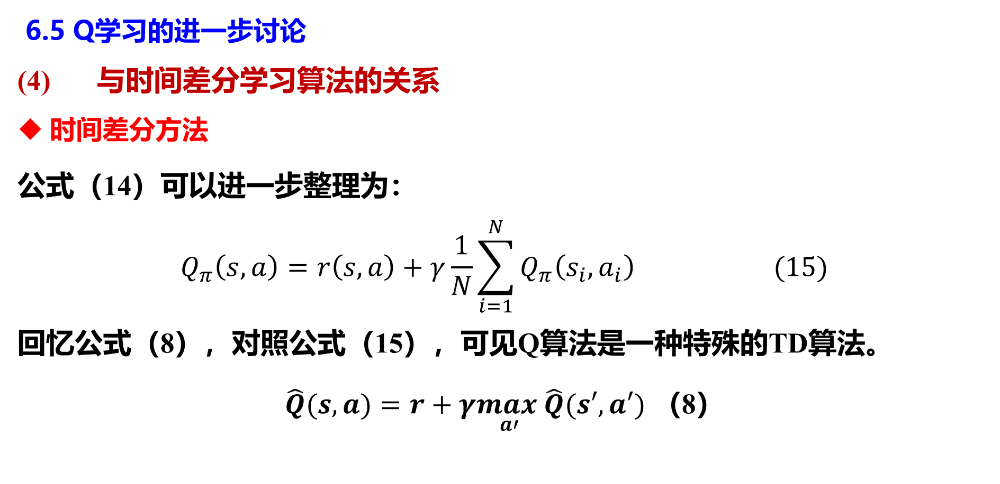 6.5 Q学习的进一步讨论
(4) 与时间差分学习算法的关系
◆ 时间差分方法
公式（14）可以进一步整理为：
$Q_\pi(s,a) = r(s,a) + \gamma \frac{1}{N} \sum_{i=1}^{N} Q_\pi(s_i,a_i)$ (15)
回忆公式（8），对照公式（15），可见Q算法是一种特殊的TD算法。
$\widehat{Q}(s,a) = r + \gamma \max_{a'} \widehat{Q}(s',a')$ （8）